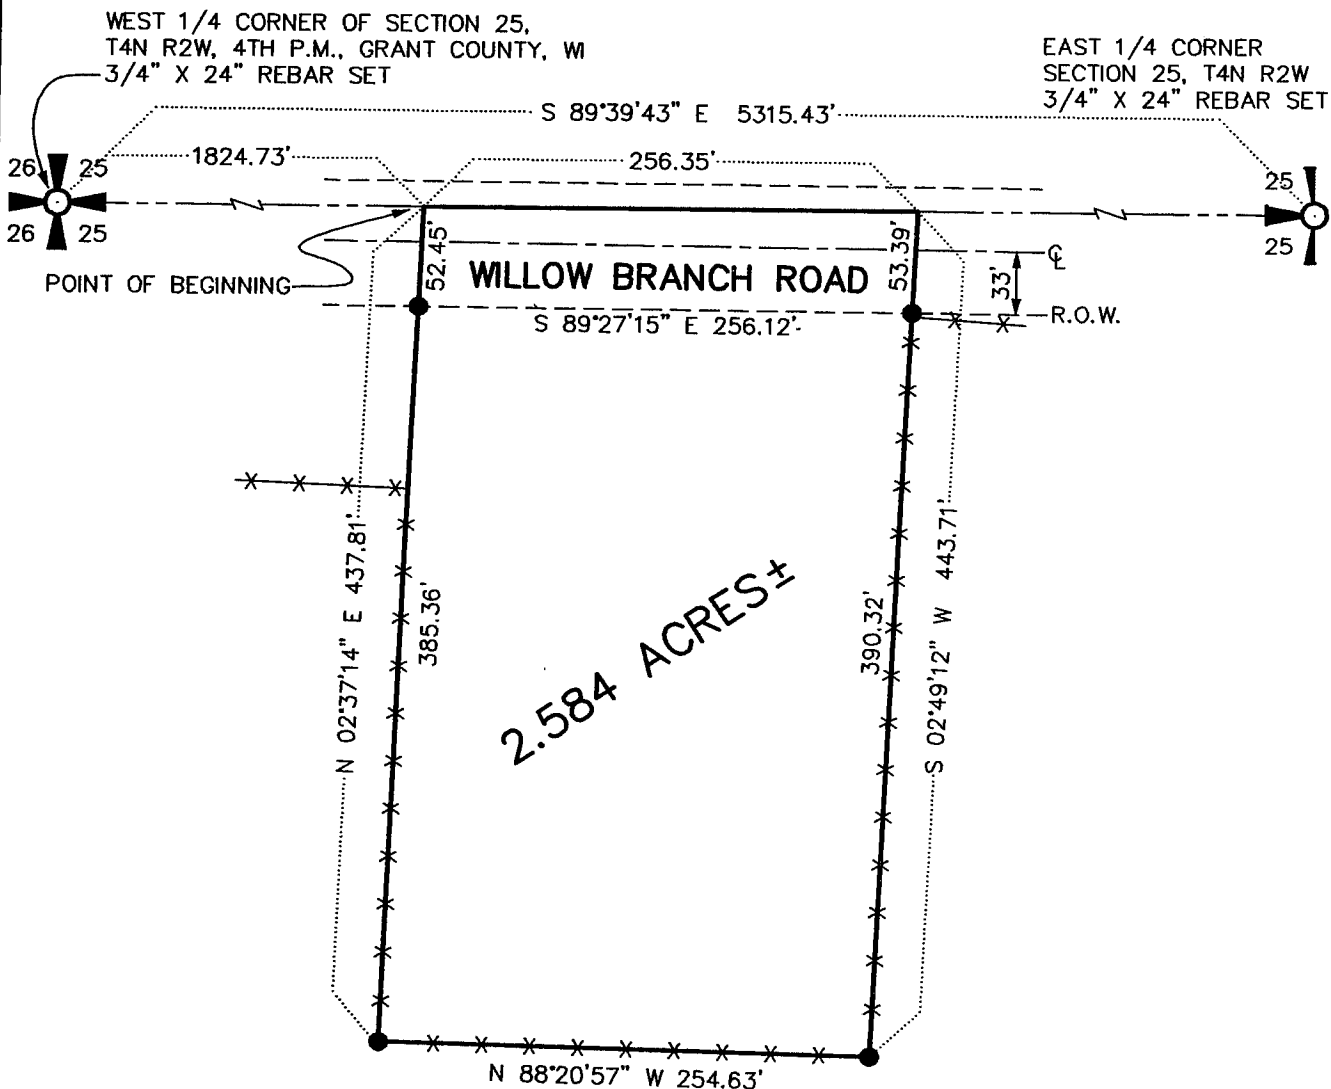 WEST 1/4 CORNER OF SECTION 25,
T4N R2W, 4TH P.M., GRANT COUNTY, WI
3/4" X 24" REBAR SET
EAST 1/4 CORNER
SECTION 25, T4N R2W
3/4" X 24" REBAR SET
S 89°39'43" E 5315.43'
1824.73'
256.35'
26 25
26 25
25
25
POINT OF BEGINNING
52.45'
WILLOW BRANCH ROAD
53.39'
33'
℄
R.O.W.
S 89°27'15" E 256.12'
N 02°37'14" E 437.81'
385.36'
2.584 ACRES±
390.32'
S 02°49'12" W 443.71'
N 88°20'57" W 254.63'